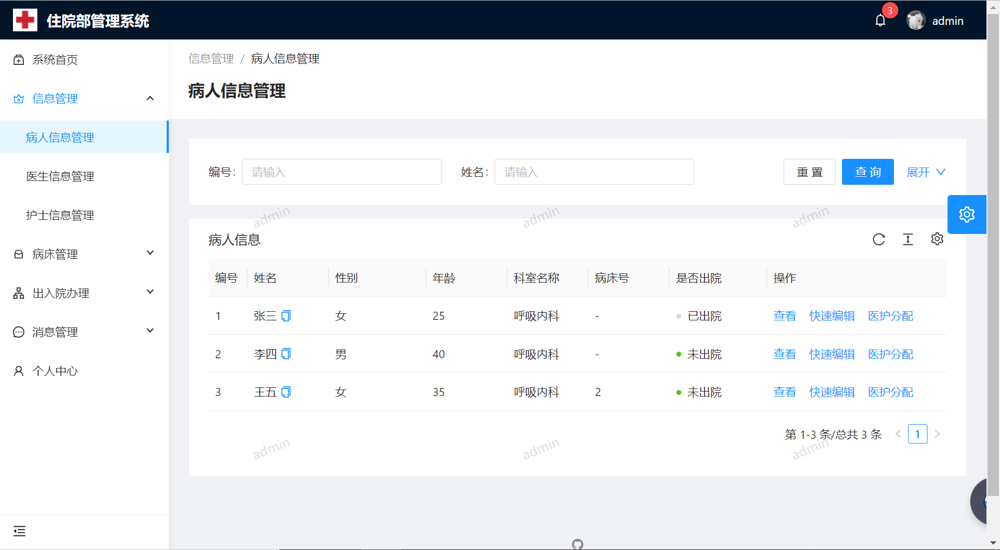 住院部管理系统
3
admin
系统首页
信息管理
病人信息管理
医生信息管理
护士信息管理
病床管理
出入院办理
消息管理
个人中心
信息管理 / 病人信息管理
病人信息管理
编号: 请输入 姓名: 请输入 重 置 查 询 展开
admin admin admin
病人信息
编号 姓名 性别 年龄 科室名称 病床号 是否出院 操作
1 张三 女 25 呼吸内科 - 已出院 查看 快速编辑 医护分配
2 李四 男 40 呼吸内科 - 未出院 查看 快速编辑 医护分配
3 王五 女 35 呼吸内科 2 未出院 查看 快速编辑 医护分配
第 1-3 条/总共 3 条 < 1 >
admin admin admin